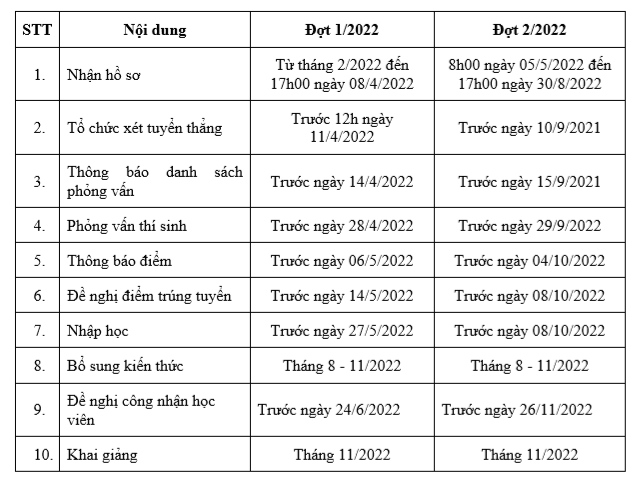 STT Nội dung Đợt 1/2022 Đợt 2/2022
1. Nhận hồ sơ Từ tháng 2/2022 đến 8h00 ngày 05/5/2022 đến
17h00 ngày 08/4/2022 17h00 ngày 30/8/2022
2. Tổ chức xét tuyển thẳng Trước 12h ngày Trước ngày 10/9/2021
11/4/2022
3. Thông báo danh sách Trước ngày 14/4/2022 Trước ngày 15/9/2021
phỏng vấn
4. Phỏng vấn thí sinh Trước ngày 28/4/2022 Trước ngày 29/9/2022
5. Thông báo điểm Trước ngày 06/5/2022 Trước ngày 04/10/2022
6. Đề nghị điểm trúng tuyển Trước ngày 14/5/2022 Trước ngày 08/10/2022
7. Nhập học Trước ngày 27/5/2022 Trước ngày 08/10/2022
8. Bổ sung kiến thức Tháng 8 - 11/2022 Tháng 8 - 11/2022
9. Đề nghị công nhận học Trước ngày 24/6/2022 Trước ngày 26/11/2022
viên
10. Khai giảng Tháng 11/2022 Tháng 11/2022